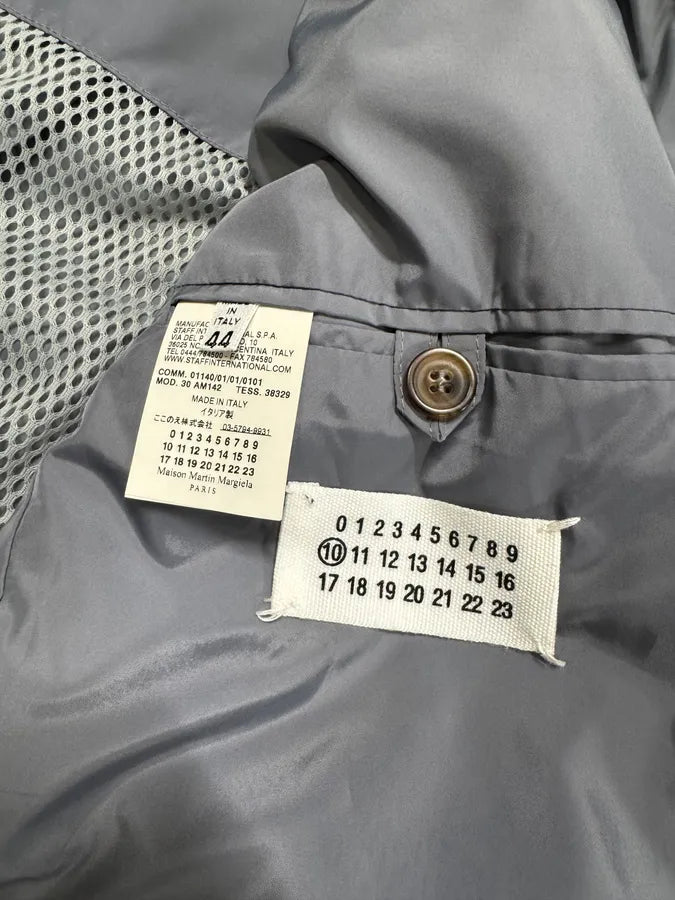 IN
ITALY
44
MANUFAC
STAFF INT AL S.P.A.
VIA DEL P O, 10
36025 NO ENTINA ITALY
TEL 0444/784500 - FAX 784580
WWW.STAFFINTERNATIONAL.COM
COMM. 01140/01/01/0101
MOD. 30 AM142 TESS. 38329
MADE IN ITALY
イタリア製
ここのえ株式会社 03-5794-9931
0 1 2 3 4 5 6 7 8 9
10 11 12 13 14 15 16
17 18 19 20 21 22 23
Maison Martin Margiela
PARIS
0 1 2 3 4 5 6 7 8 9
10 11 12 13 14 15 16
17 18 19 20 21 22 23